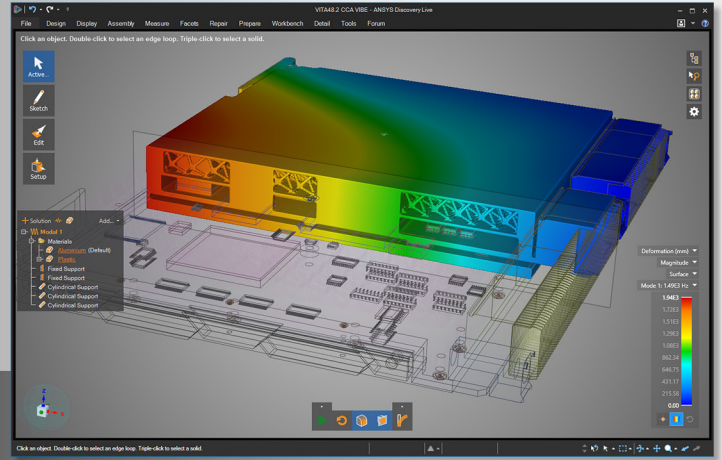 VITA48.2 CCA VIBE - ANSYS Discovery Live
File Design Display Assembly Measure Facets Repair Prepare Workbench Detail Tools Forum
Click an object. Double-click to select an edge loop. Triple-click to select a solid.
Active...
Sketch
Edit
Setup
Solution Add...
Modal 1
Materials
Aluminium (Default)
Plastic
Fixed Support
Fixed Support
Cylindrical Support
Cylindrical Support
Cylindrical Support
Deformation (mm)
Magnitude
Surface
Mode 1: 1.49E3 Hz
1.94E3
1.72E3
1.51E3
1.29E3
1.08E3
862.34
646.75
431.17
215.58
0.00
Z
X
Click an object. Double-click to select an edge loop. Triple-click to select a solid.